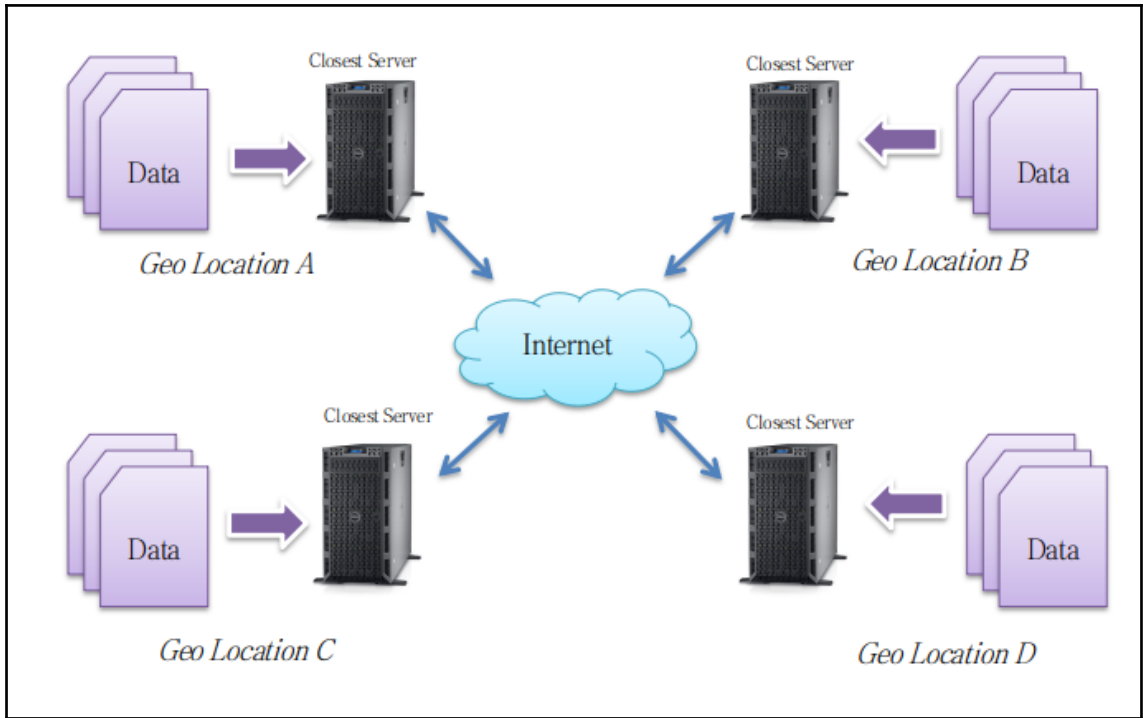 Closest Server
Closest Server
Data
Data
Geo Location A
Geo Location B
Internet
Closest Server
Closest Server
Data
Data
Geo Location C
Geo Location D